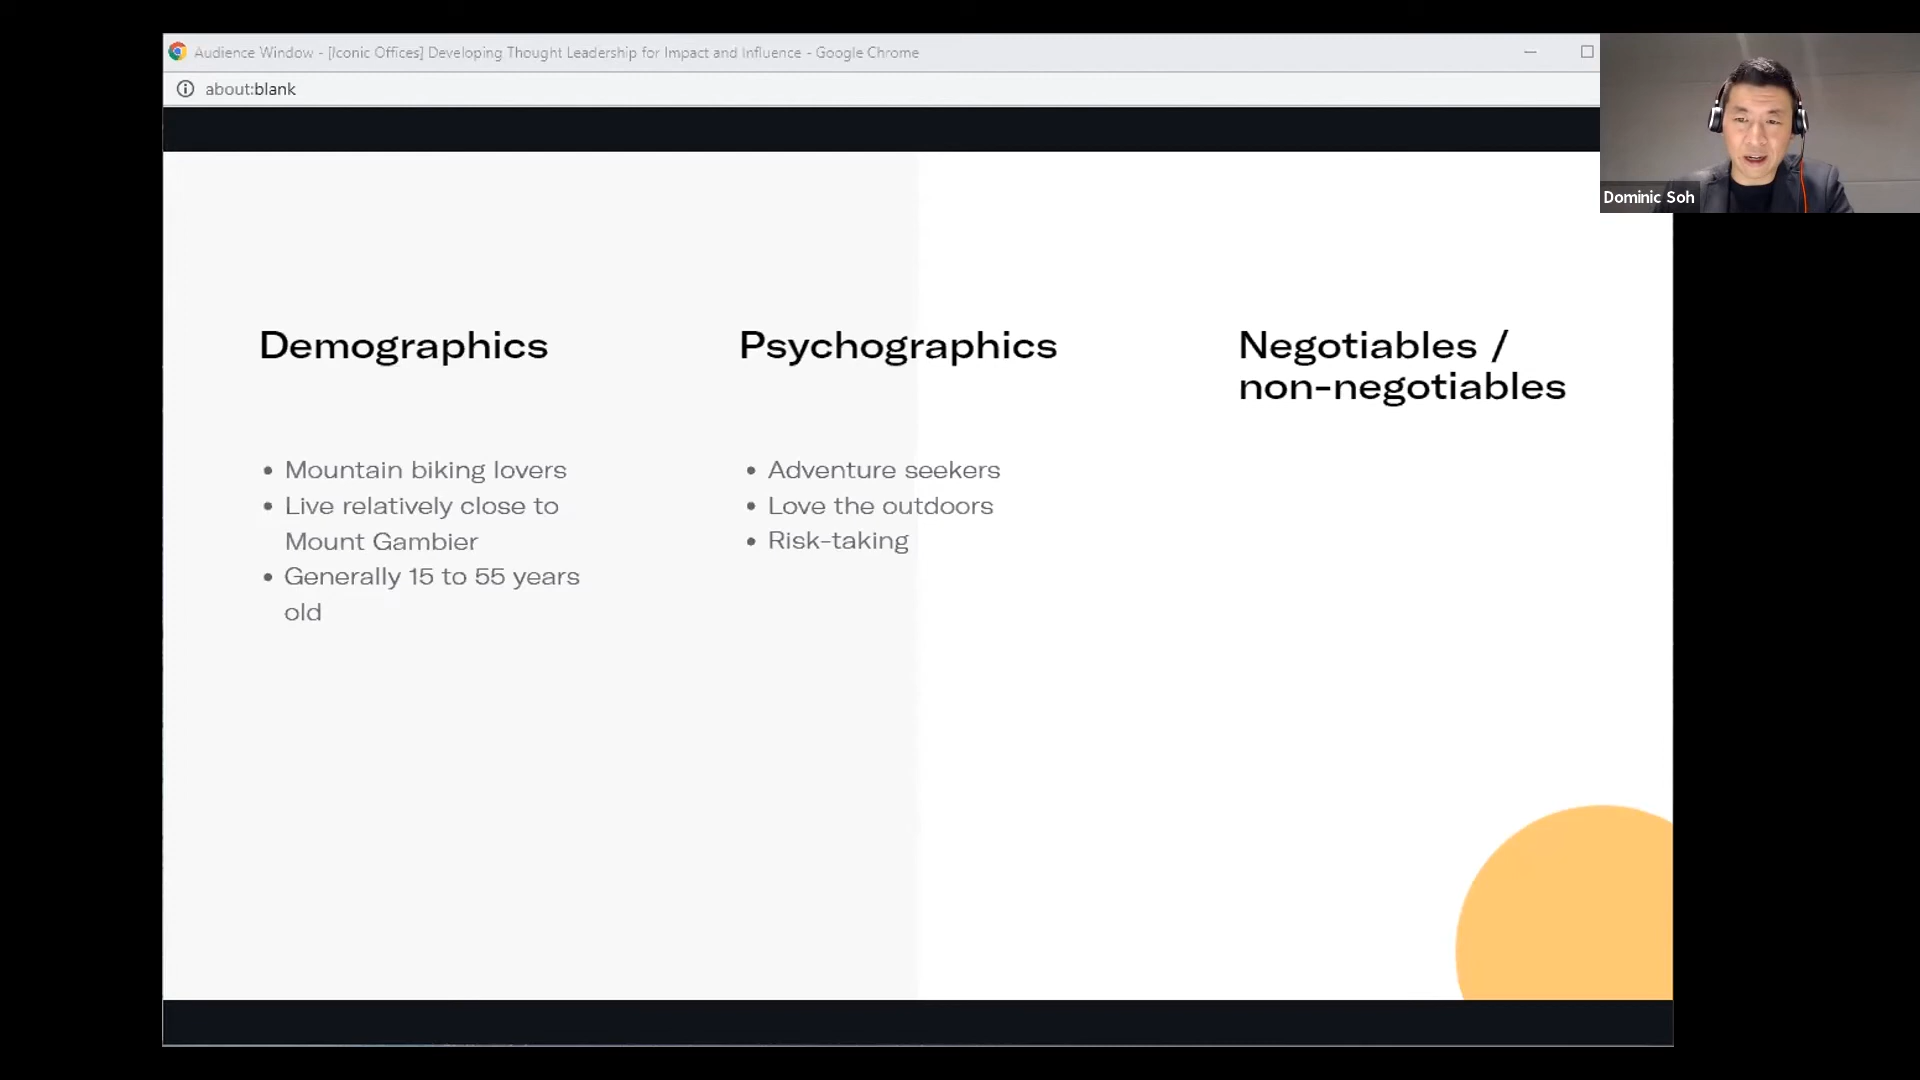 Audience Window - [Iconic Offices] Developing Thought Leadership for Impact and Influence - Google Chrome
about:blank
Dominic Soh
Demographics
Mountain biking lovers
Live relatively close to
Mount Gambier
Generally 15 to 55 years
old
Psychographics
Adventure seekers
Love the outdoors
Risk-taking
Negotiables /
non-negotiables